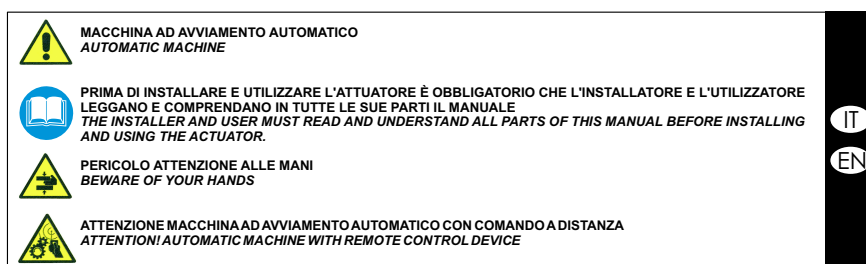 MACCHINA AD AVVIAMENTO AUTOMATICO
AUTOMATIC MACHINE
PRIMA DI INSTALLARE E UTILIZZARE L'ATTUATORE È OBBLIGATORIO CHE L'INSTALLATORE E L'UTILIZZATORE
LEGGANO E COMPRENDANO IN TUTTE LE SUE PARTI IL MANUALE
THE INSTALLER AND USER MUST READ AND UNDERSTAND ALL PARTS OF THIS MANUAL BEFORE INSTALLING
AND USING THE ACTUATOR.
PERICOLO ATTENZIONE ALLE MANI
BEWARE OF YOUR HANDS
ATTENZIONE MACCHINA AD AVVIAMENTO AUTOMATICO CON COMANDO A DISTANZA
ATTENTION! AUTOMATIC MACHINE WITH REMOTE CONTROL DEVICE
IT
EN